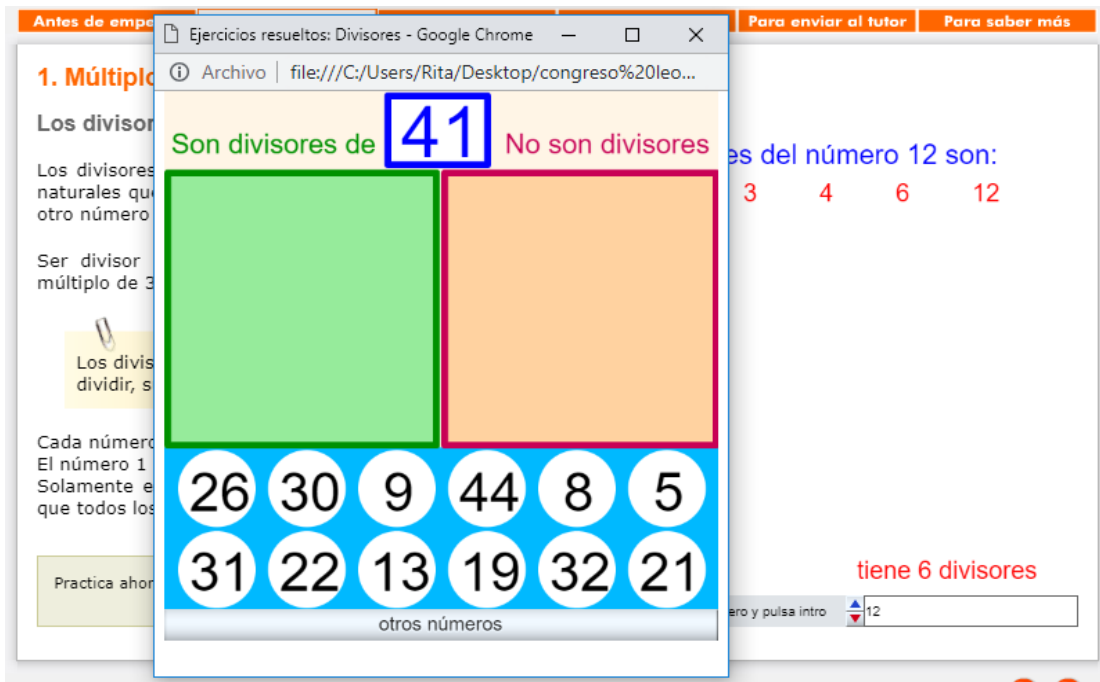 Antes de empe
Para enviar al tutor
Para saber más
Ejercicios resueltos: Divisores - Google Chrome
Archivo | file:///C:/Users/Rita/Desktop/congreso%20leo...
1. Múltiplo
Los divisor
Los divisores
naturales que
otro número
Ser divisor
múltiplo de 3
Los divis
dividir, s
Cada número
El número 1
Solamente e
que todos los
Practica ahor
Son divisores de 41 No son divisores
26 30 9 44 8 5
31 22 13 19 32 21
otros números
es del número 12 son:
3 4 6 12
tiene 6 divisores
ero y pulsa intro 12